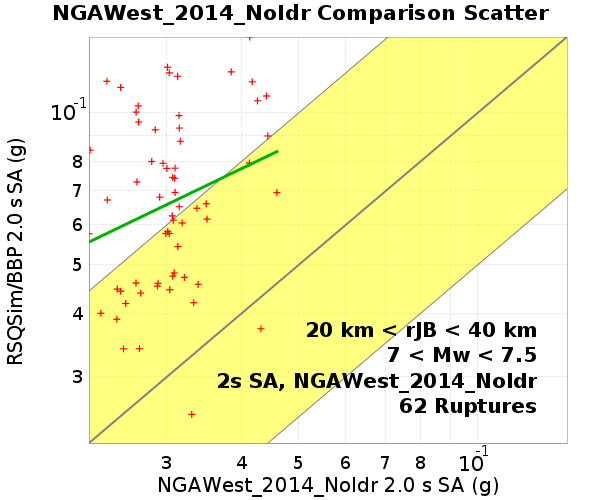 NGAWest_2014_NoIdr Comparison Scatter
RSQSim/BBP 2.0 s SA (g)
10-1
8
7
6
5
4
3
20 km < rJB < 40 km
7 < Mw < 7.5
2s SA, NGAWest_2014_NoIdr
62 Ruptures
3 4 5 6 7 8 10-1
NGAWest_2014_NoIdr 2.0 s SA (g)